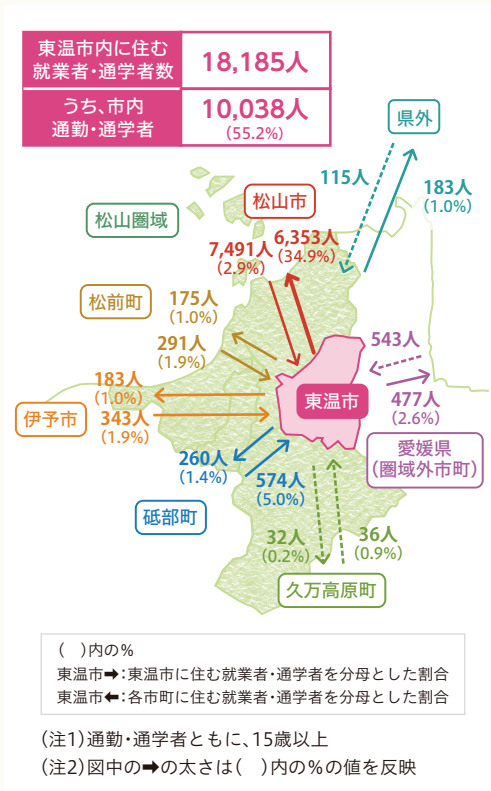 東温市内に住む
就業者・通学者数
18,185人
うち、市内
通勤・通学者
10,038人
(55.2%)
県外
115人
183人
(1.0%)
松山市
松山圏域
7,491人
(2.9%)
6,353人
(34.9%)
松前町
175人
(1.0%)
291人
(1.9%)
543人
477人
(2.6%)
183人
(1.0%)
伊予市
343人
(1.9%)
東温市
愛媛県
(圏域外市町)
260人
(1.4%)
574人
(5.0%)
砥部町
32人
(0.2%)
36人
(0.9%)
久万高原町
( )内の%
東温市➡:東温市に住む就業者・通学者を分母とした割合
東温市⬅:各市町に住む就業者・通学者を分母とした割合
(注1)通勤・通学者ともに、15歳以上
(注2)図中の➡の太さは( )内の%の値を反映